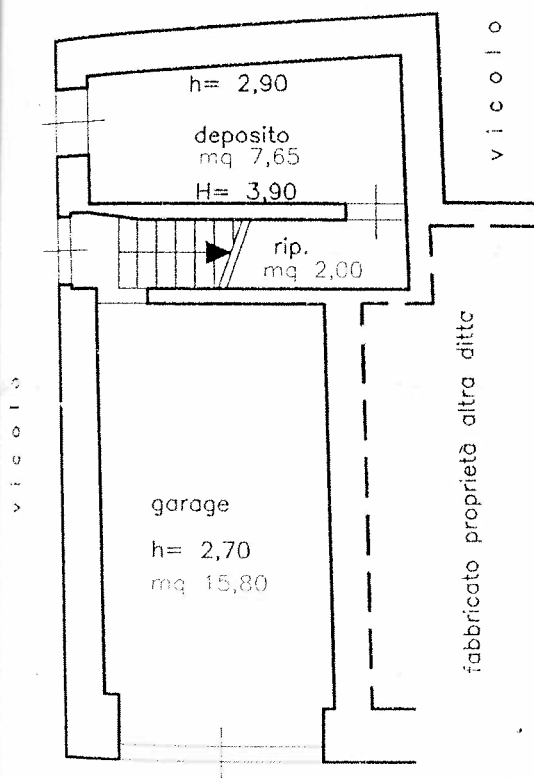 h= 2,90
deposito
mq 7,65
H= 3,90
rip.
mq 2,00
garage
h= 2,70
mq 15,80
vicolo
vicolo
fabbricato proprietà altra ditta